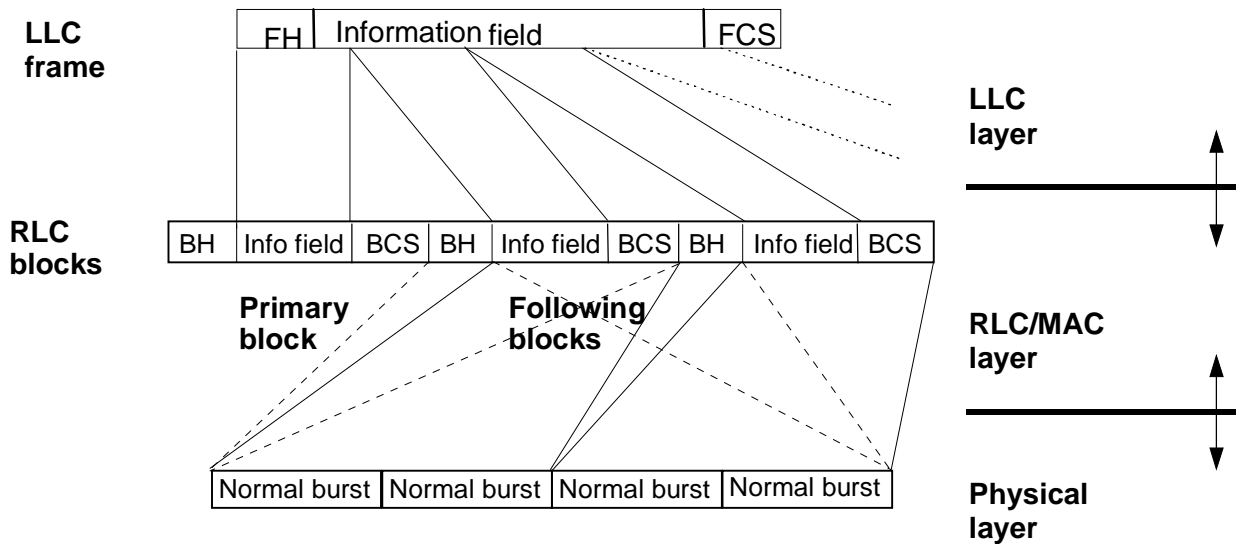 LLC
frame
FH Information field FCS
LLC
layer
RLC
blocks
BH Info field BCS BH Info field BCS BH Info field BCS
Primary
block
Following
blocks
RLC/MAC
layer
Normal burst Normal burst Normal burst Normal burst
Physical
layer